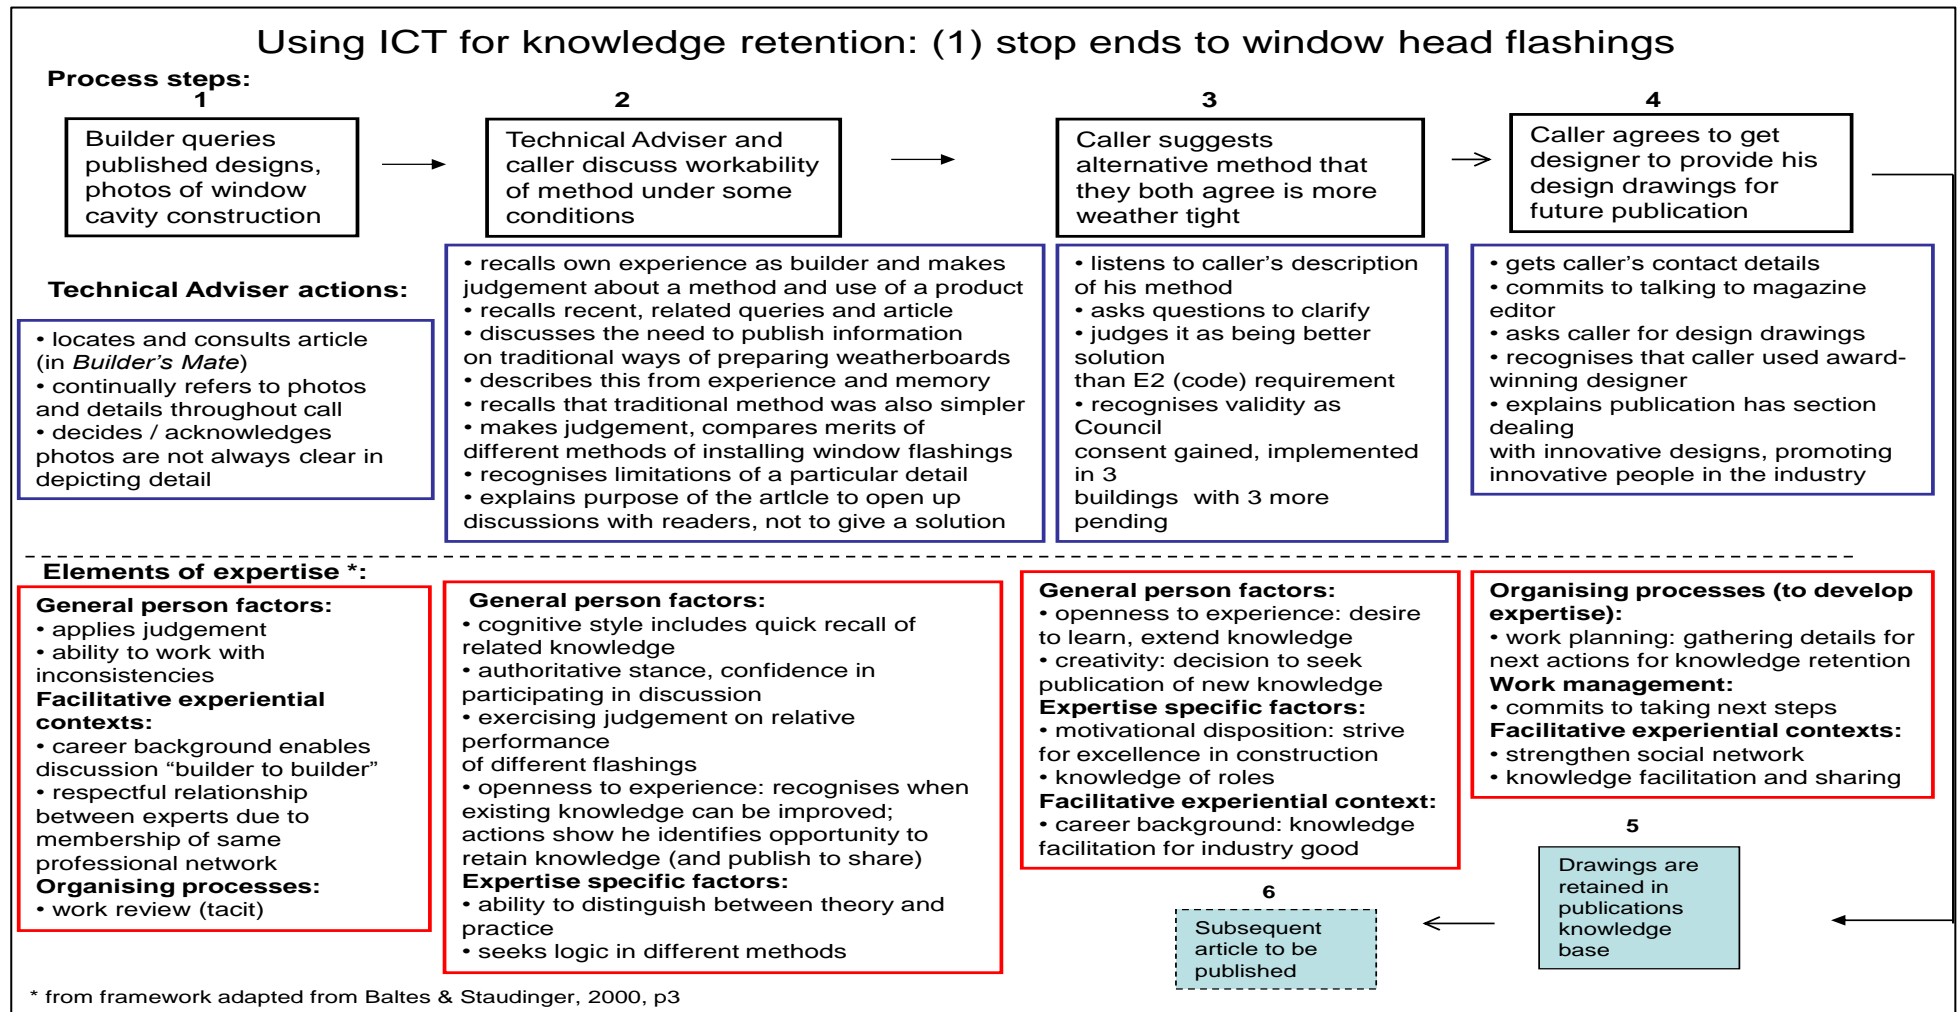 Using ICT for knowledge retention: (1) stop ends to window head flashings
Process steps:
1
Builder queries
published designs,
photos of window
cavity construction
2
Technical Adviser and
caller discuss workability
of method under some
conditions
3
Caller suggests
alternative method that
they both agree is more
weather tight
4
Caller agrees to get
designer to provide his
design drawings for
future publication
Technical Adviser actions:
• locates and consults article
(in Builder's Mate)
• continually refers to photos
and details throughout call
• decides / acknowledges
photos are not always clear in
depicting detail
• recalls own experience as builder and makes
judgement about a method and use of a product
• recalls recent, related queries and article
• discusses the need to publish information
on traditional ways of preparing weatherboards
• describes this from experience and memory
• recalls that traditional method was also simpler
• makes judgement, compares merits of
different methods of installing window flashings
• recognises limitations of a particular detail
• explains purpose of the article to open up
discussions with readers, not to give a solution
• listens to caller's description
of his method
• asks questions to clarify
• judges it as being better
solution
than E2 (code) requirement
• recognises validity as
Council
consent gained, implemented
in 3
buildings with 3 more
pending
• gets caller's contact details
• commits to talking to magazine
editor
• asks caller for design drawings
• recognises that caller used award-
winning designer
• explains publication has section
dealing
with innovative designs, promoting
innovative people in the industry
Elements of expertise *:
General person factors:
• applies judgement
• ability to work with
inconsistencies
Facilitative experiential
contexts:
• career background enables
discussion "builder to builder"
• respectful relationship
between experts due to
membership of same
professional network
Organising processes:
• work review (tacit)
General person factors:
• cognitive style includes quick recall of
related knowledge
• authoritative stance, confidence in
participating in discussion
• exercising judgement on relative
performance
of different flashings
• openness to experience: recognises when
existing knowledge can be improved;
actions show he identifies opportunity to
retain knowledge (and publish to share)
Expertise specific factors:
• ability to distinguish between theory and
practice
• seeks logic in different methods
General person factors:
• openness to experience: desire
to learn, extend knowledge
• creativity: decision to seek
publication of new knowledge
Expertise specific factors:
• motivational disposition: strive
for excellence in construction
• knowledge of roles
Facilitative experiential context:
• career background: knowledge
facilitation for industry good
Organising processes (to develop
expertise):
• work planning: gathering details for
next actions for knowledge retention
Work management:
• commits to taking next steps
Facilitative experiential contexts:
• strengthen social network
• knowledge facilitation and sharing
5
Drawings are
retained in
publications
knowledge
base
6
Subsequent
article to be
published
* from framework adapted from Baltes & Staudinger, 2000, p3